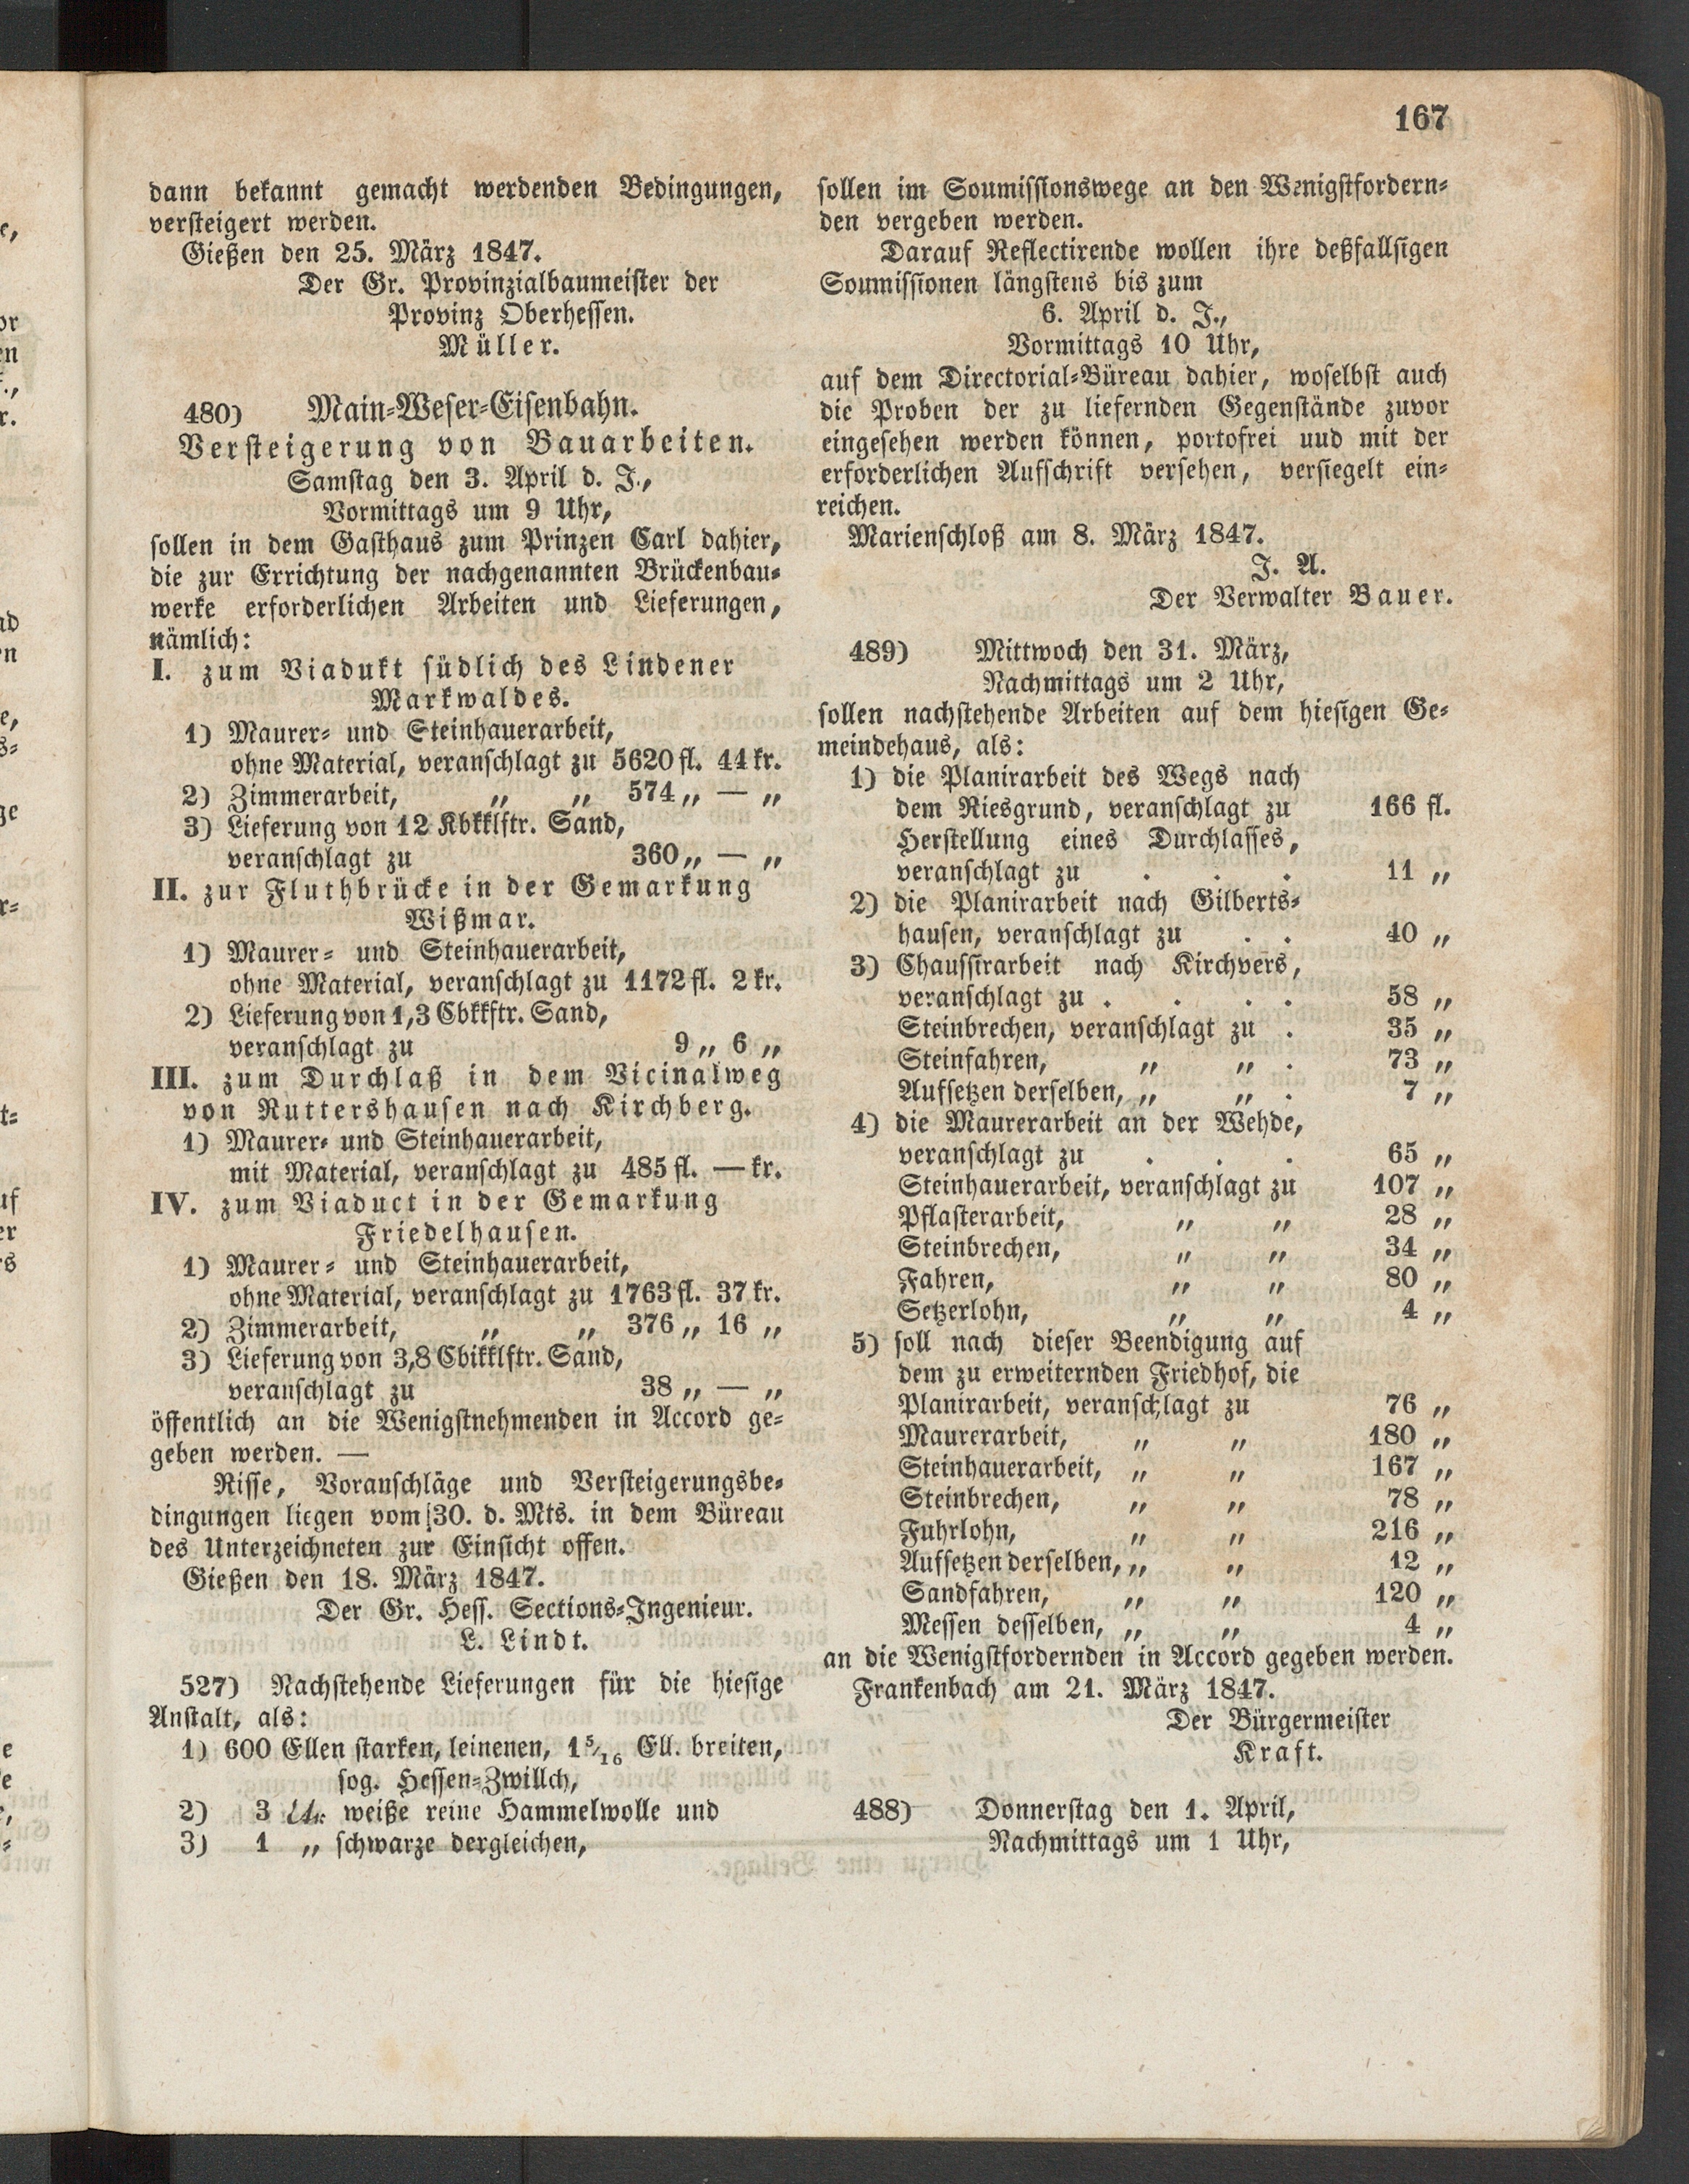 167
dann bekannt gemacht werdenden Bedingungen,
versteigert werden.
Gießen den 25. März 1847.
Der Gr. Provinzialbaumeister der
Provinz Oberhessen.
Müller.
480) Main-Weser-Eisenbahn.
Versteigerung von Bauarbeiten.
Samstag den 3. April d. J.,
Vormittags um 9 Uhr,
sollen in dem Gasthaus zum Prinzen Carl dahier,
die zur Errichtung der nachgenannten Brückenbau-
werke erforderlichen Arbeiten und Lieferungen,
nämlich:
I. zum Viadukt südlich des Lindener
Markwaldes.
1) Maurer- und Steinhauerarbeit,
ohne Material, veranschlagt zu 5620 fl. 44 kr.
2) Zimmerarbeit, „ „ 574 „ — „
3) Lieferung von 12 Kbkklftr. Sand,
veranschlagt zu 360 „ — „
II. zur Fluthbrücke in der Gemarkung
Wißmar.
1) Maurer- und Steinhauerarbeit,
ohne Material, veranschlagt zu 1172 fl. 2 kr.
2) Lieferung von 1,3 Cbkkftr. Sand,
veranschlagt zu 9 „ 6 „
III. zum Durchlaß in dem Vicinalweg
von Ruttershausen nach Kirchberg.
1) Maurer- und Steinhauerarbeit,
mit Material, veranschlagt zu 485 fl. — kr.
IV. zum Viaduct in der Gemarkung
Friedelhausen.
1) Maurer- und Steinhauerarbeit,
ohne Material, veranschlagt zu 1763 fl. 37 kr.
2) Zimmerarbeit, „ „ 376 „ 16 „
3) Lieferung von 3,8 Cbikklftr. Sand,
veranschlagt zu 38 „ — „
öffentlich an die Wenigstnehmenden in Accord ge-
geben werden. —
Risse, Voranschläge und Versteigerungsbe-
dingungen liegen vom 30. d. Mts. in dem Büreau
des Unterzeichneten zur Einsicht offen.
Gießen den 18. März 1847.
Der Gr. Hess. Sections-Ingenieur.
L. Lindt.
527) Nachstehende Lieferungen für die hiesige
Anstalt, als:
1) 600 Ellen starken, leinenen, 1 5/16 Ell. breiten,
sog. Hessen-Zwillch,
2) 3 weiße reine Hammelwolle und
3) 1 „ schwarze dergleichen,
sollen im Soumissionswege an den Wenigstfordern-
den vergeben werden.
Darauf Reflectirende wollen ihre deßfallsigen
Soumissionen längstens bis zum
6. April d. J.,
Vormittags 10 Uhr,
auf dem Directorial-Büreau dahier, woselbst auch
die Proben der zu liefernden Gegenstände zuvor
eingesehen werden können, portofrei uud mit der
erforderlichen Aufschrift versehen, versiegelt ein-
reichen.
Marienschloß am 8. März 1847.
J. A.
Der Verwalter Bauer.
489) Mittwoch den 31. März,
Nachmittags um 2 Uhr,
sollen nachstehende Arbeiten auf dem hiesigen Ge-
meindehaus, als:
1) die Planirarbeit des Wegs nach
dem Riesgrund, veranschlagt zu 166 fl.
Herstellung eines Durchlasses,
veranschlagt zu . . . 11 „
2) die Planirarbeit nach Gilberts-
hausen, veranschlagt zu . . 40 „
3) Chaussirarbeit nach Kirchvers,
veranschlagt zu . . . . 58 „
Steinbrechen, veranschlagt zu . 35 „
Steinfahren, „ „ . 73 „
Aufsetzen derselben, „ „ . 7 „
4) die Maurerarbeit an der Wehde,
veranschlagt zu . . . 65 „
Steinhauerarbeit, veranschlagt zu 107 „
Pflasterarbeit, „ „ 28 „
Steinbrechen, „ „ 34 „
Fahren, „ „ 80 „
Setzerlohn, „ „ 4 „
5) soll nach dieser Beendigung auf
dem zu erweiternden Friedhof, die
Planirarbeit, veranschlagt zu 76 „
Maurerarbeit, „ „ 180 „
Steinhauerarbeit, „ „ 167 „
Steinbrechen, „ „ 78 „
Fuhrlohn, „ „ 216 „
Aufsetzen derselben, „ „ 12 „
Sandfahren, „ „ 120 „
Messen desselben, „ „ 4 „
an die Wenigstfordernden in Accord gegeben werden.
Frankenbach am 21. März 1847.
Der Bürgermeister
Kraft.
488) Donnerstag den 1. April,
Nachmittags um 1 Uhr,